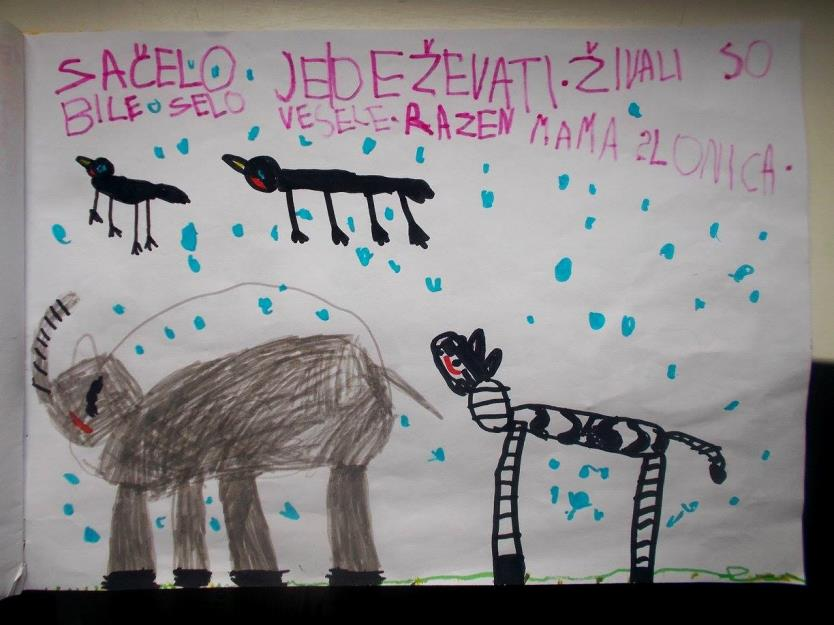 SAČELO. JE DEŽEVATI. ŽIVALI SO
BILE SELO VESELE. RAZEN MAMA SLONICA.